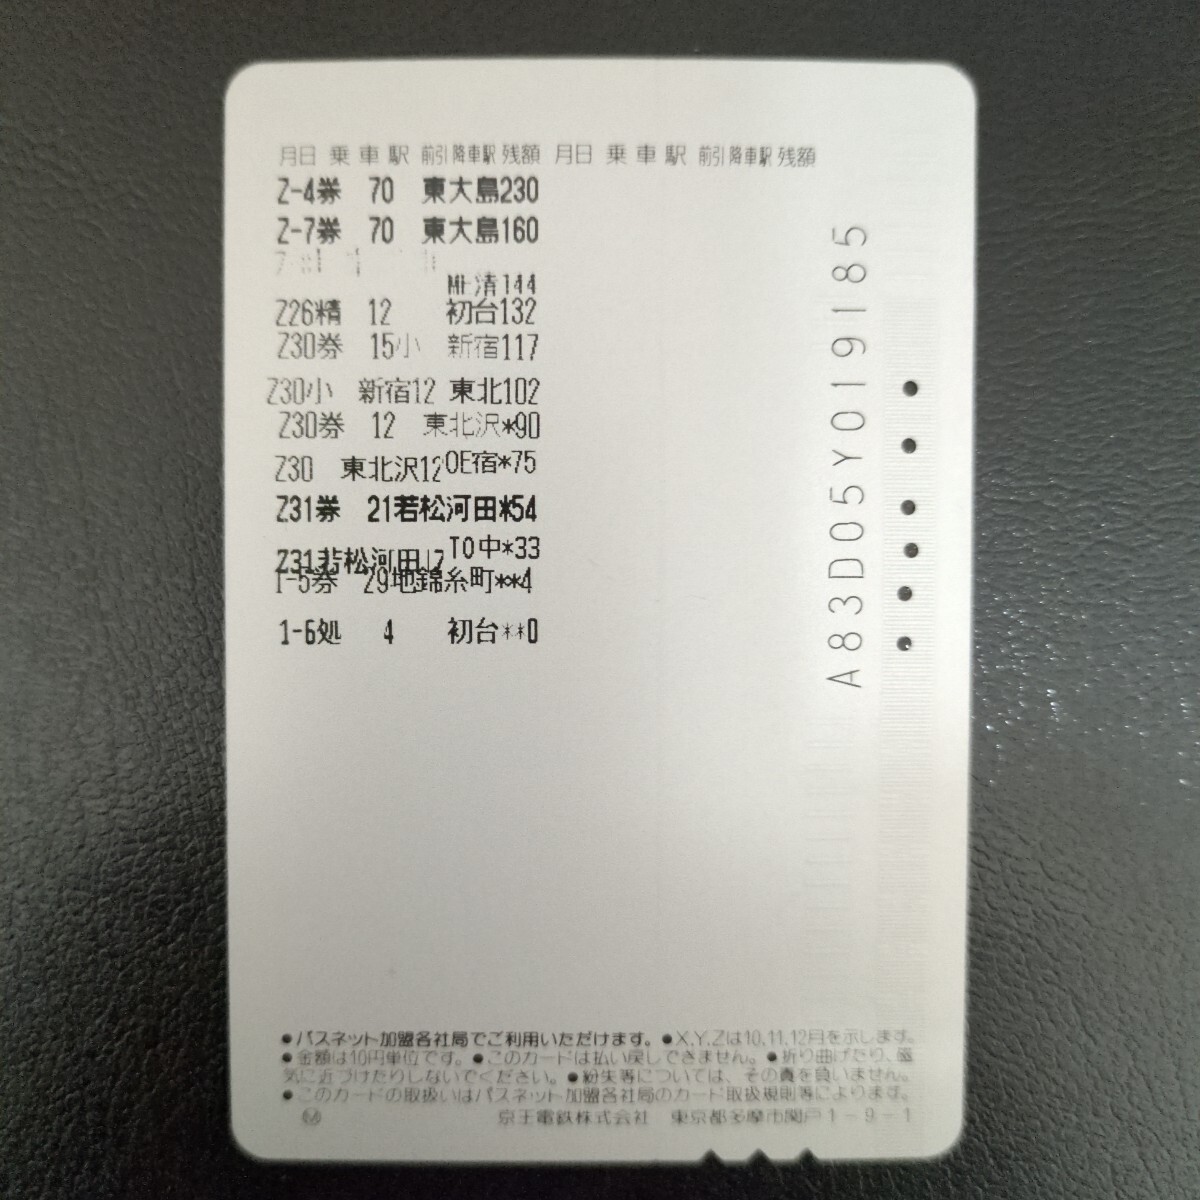 月日 乗車駅 前引降車駅残額 月日 乗車駅 前引降車駅残額
Z-4券 70 東大島230
Z-7券 70 東大島160
清144
Z26精 12 初台132
Z30券 15小 新宿117
Z30小 新宿12 東北102
Z30券 12 東北沢*90
Z30 東北沢12OE宿*75
Z31券 21若松河田*54
Z31若松河田 TO中*33
1-5券 29地錦糸町**4
1-6処 4 初台**0
A83D05Y019185
●パスネット加盟各社局でご利用いただけます。●X,Y,Zは10,11,12月を示します。
●金額は10円単位です。●このカードは払い戻しできません。●折り曲げたり、磁
気に近づけたりしないでください。●紛失等については、その責を負いません。
●このカードの取扱いはパスネット加盟各社局のカード取扱規則等によります。
京王電鉄株式会社 東京都多摩市関戸1-9-1